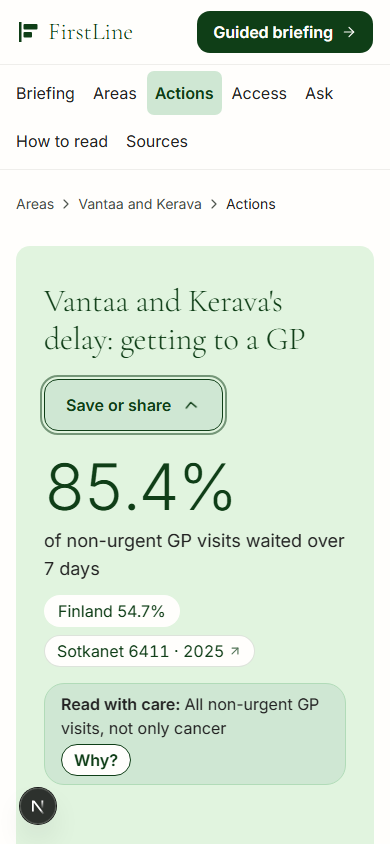 FirstLine
Guided briefing →
Briefing Areas Actions Access Ask
How to read Sources
Areas > Vantaa and Kerava > Actions
Vantaa and Kerava's
delay: getting to a GP
Save or share
85.4%
of non-urgent GP visits waited over
7 days
Finland 54.7%
Sotkanet 6411 · 2025 ↗
Read with care: All non-urgent GP
visits, not only cancer
Why?
N